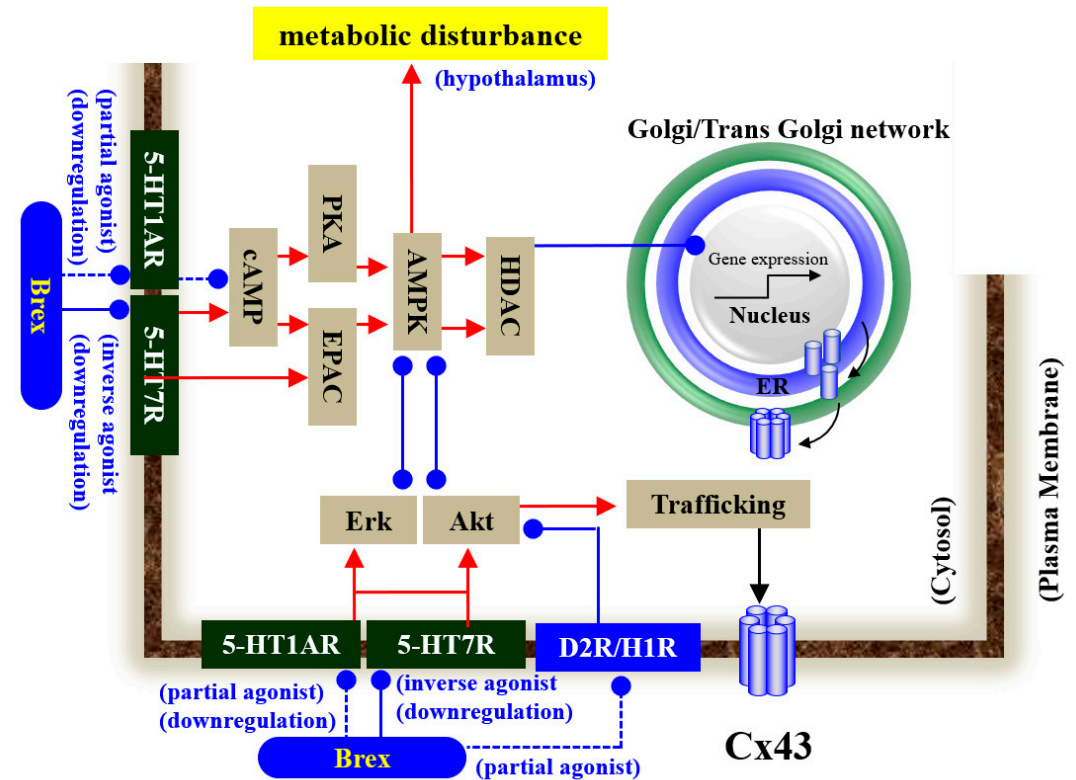 metabolic disturbance
(hypothalamus)
Golgi/Trans Golgi network
(partial agonist)
(downregulation)
5-HT1AR
Brex
5-HT7R
(inverse agonist
(downregulation)
cAMP
PKA
EPAC
AMPK
HDAC
Gene expression
Nucleus
ER
Erk
Akt
Trafficking
(Cytosol)
(Plasma Membrane)
5-HT1AR
5-HT7R
D2R/H1R
(partial agonist)
(downregulation)
(inverse agonist
(downregulation)
Brex
(partial agonist)
Cx43